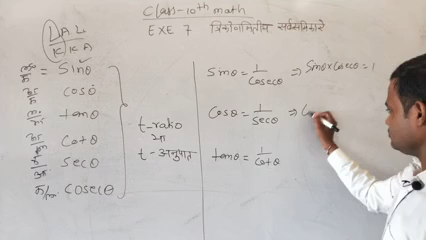 Class-10th math
EXE 7 त्रिकोणमितीय सर्वसमिकाएँ
LAL
KKA
= sinθ
cosθ
tanθ
cotθ
secθ
cosecθ
t-ratio
या
t-अनुपात
sinθ = 1/cosecθ ⇒ sinθ×cosecθ = 1
cosθ = 1/secθ ⇒
tanθ = 1/cotθ